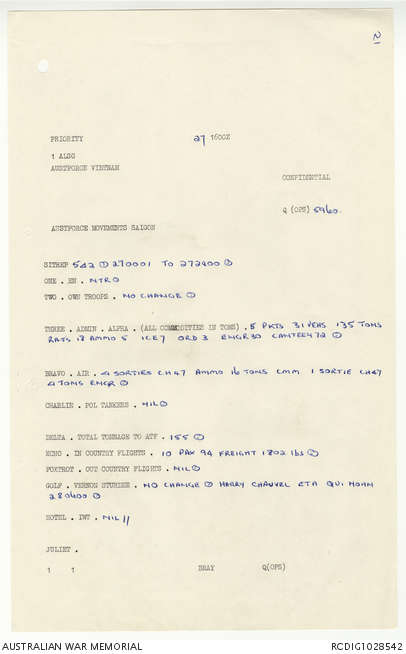 N
PRIORITY 27 1600Z
1 ALSG
AUSTFORCE VIETNAM
CONFIDENTIAL
Q (OPS) 5960.
ASSTFORCE MOVEMENTS SAIGON
SITREP 542 270001 TO 272400
ONE . EN . NTR
TWO . OWN TROOPS . NO CHANGE
THREE . ADMIN . ALPHA . (ALL COMMODITIES IN TONS) . 5 PKTS 31 VEHS 135 TONS
RATS 18 AMMO 5 ICE 7 ORD 3 ENGR 30 CANTEEN 72
BRAVO . AIR . 4 SORTIES CH47 AMMO 16 TONS CMM 1 SORTIE CH47
4 TONS ENGR
CHARLIE . POL TANKERS . NIL
DELTA . TOTAL TONNAGE TO ATF . 155
ECHO . IN COUNTRY FLIGHTS . 10 PAX 94 FREIGHT 1802 lbs
FOXTROT . OUT COUNTRY FLIGHTS . NIL
GOLF . VERNON STURDEE . NO CHANGE HARRY CHAUVEL ETA QUI NOHN
280400
HOTEL . IWT . NIL //
JULIET .
1 1 BRAY Q(OPS)
AUSTRALIAN WAR MEMORIAL RCDIG1028542